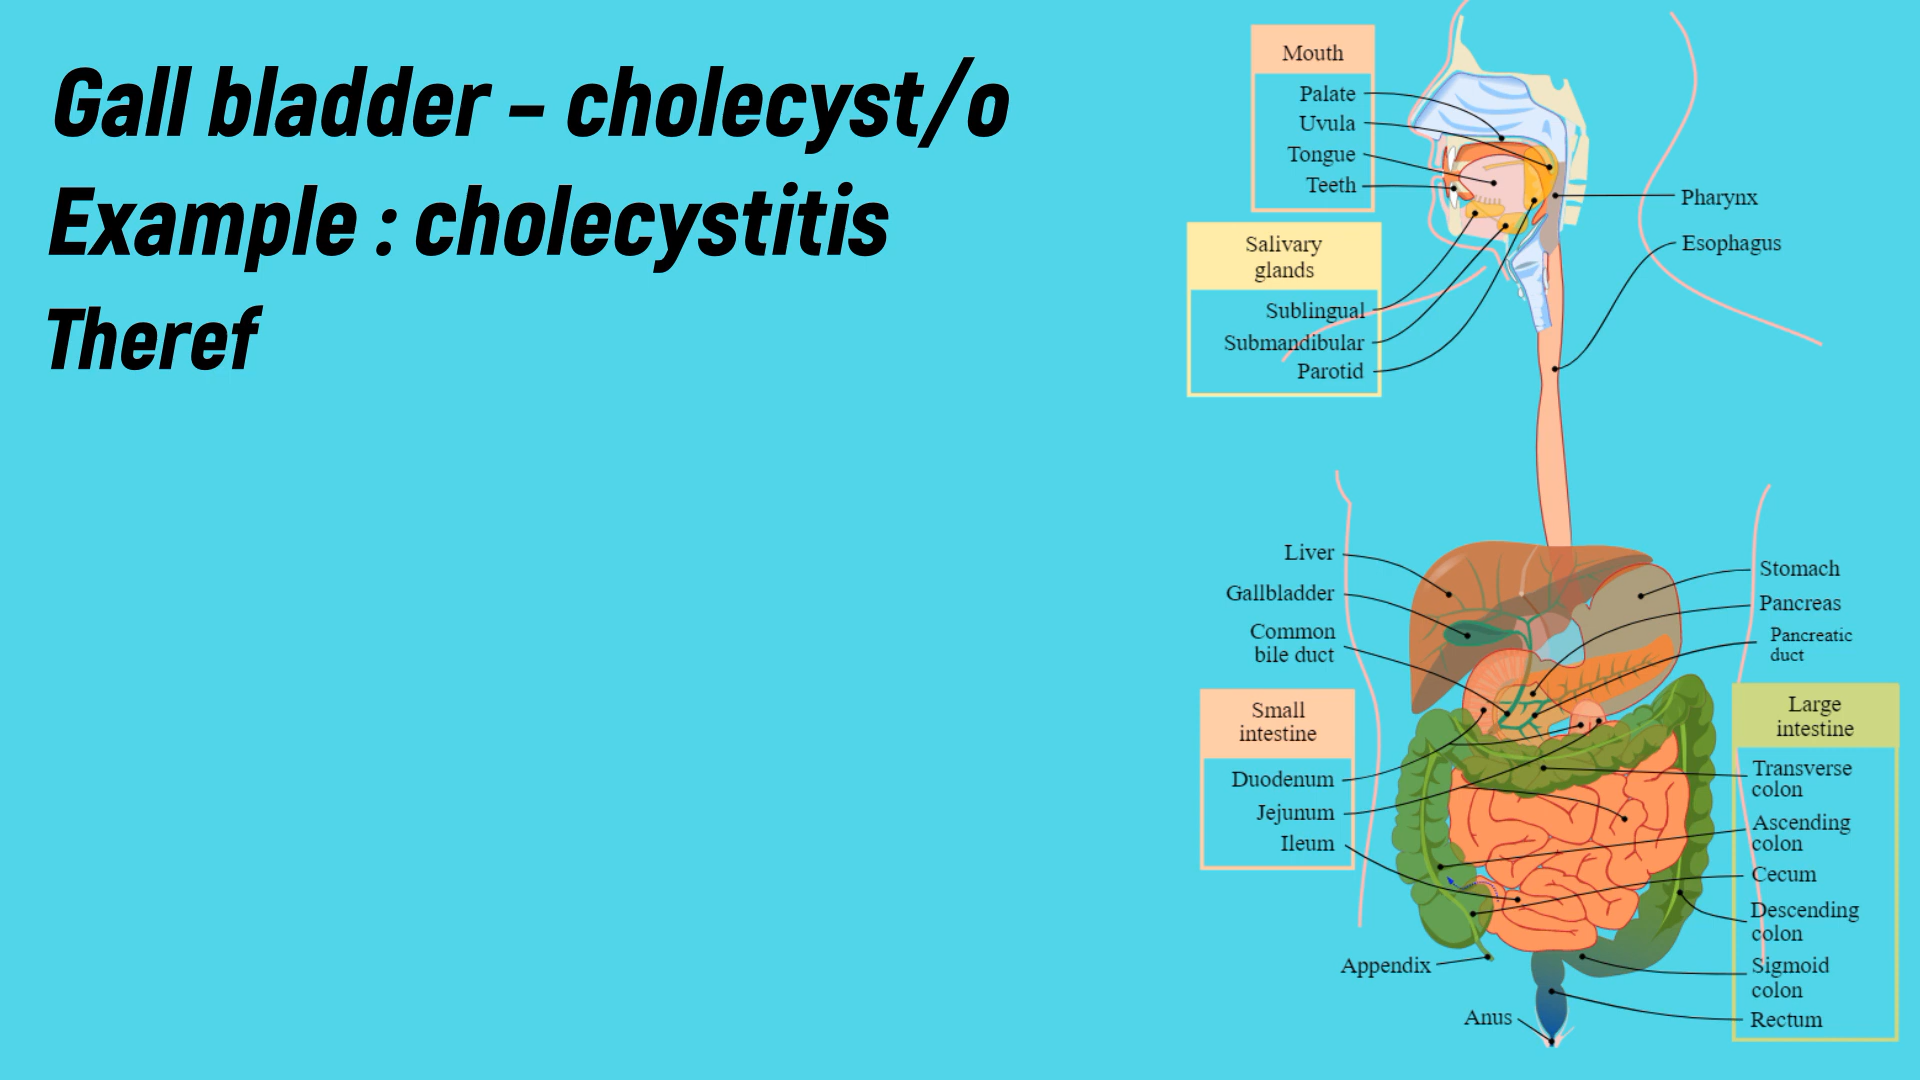 Gall bladder – cholecyst/o
Example : cholecystitis
Theref
Mouth
Palate
Uvula
Tongue
Teeth
Salivary
glands
Sublingual
Submandibular
Parotid
Pharynx
Esophagus
Liver
Gallbladder
Common
bile duct
Stomach
Pancreas
Pancreatic
duct
Small
intestine
Duodenum
Jejunum
Ileum
Large
intestine
Transverse
colon
Ascending
colon
Cecum
Descending
colon
Sigmoid
colon
Rectum
Appendix
Anus